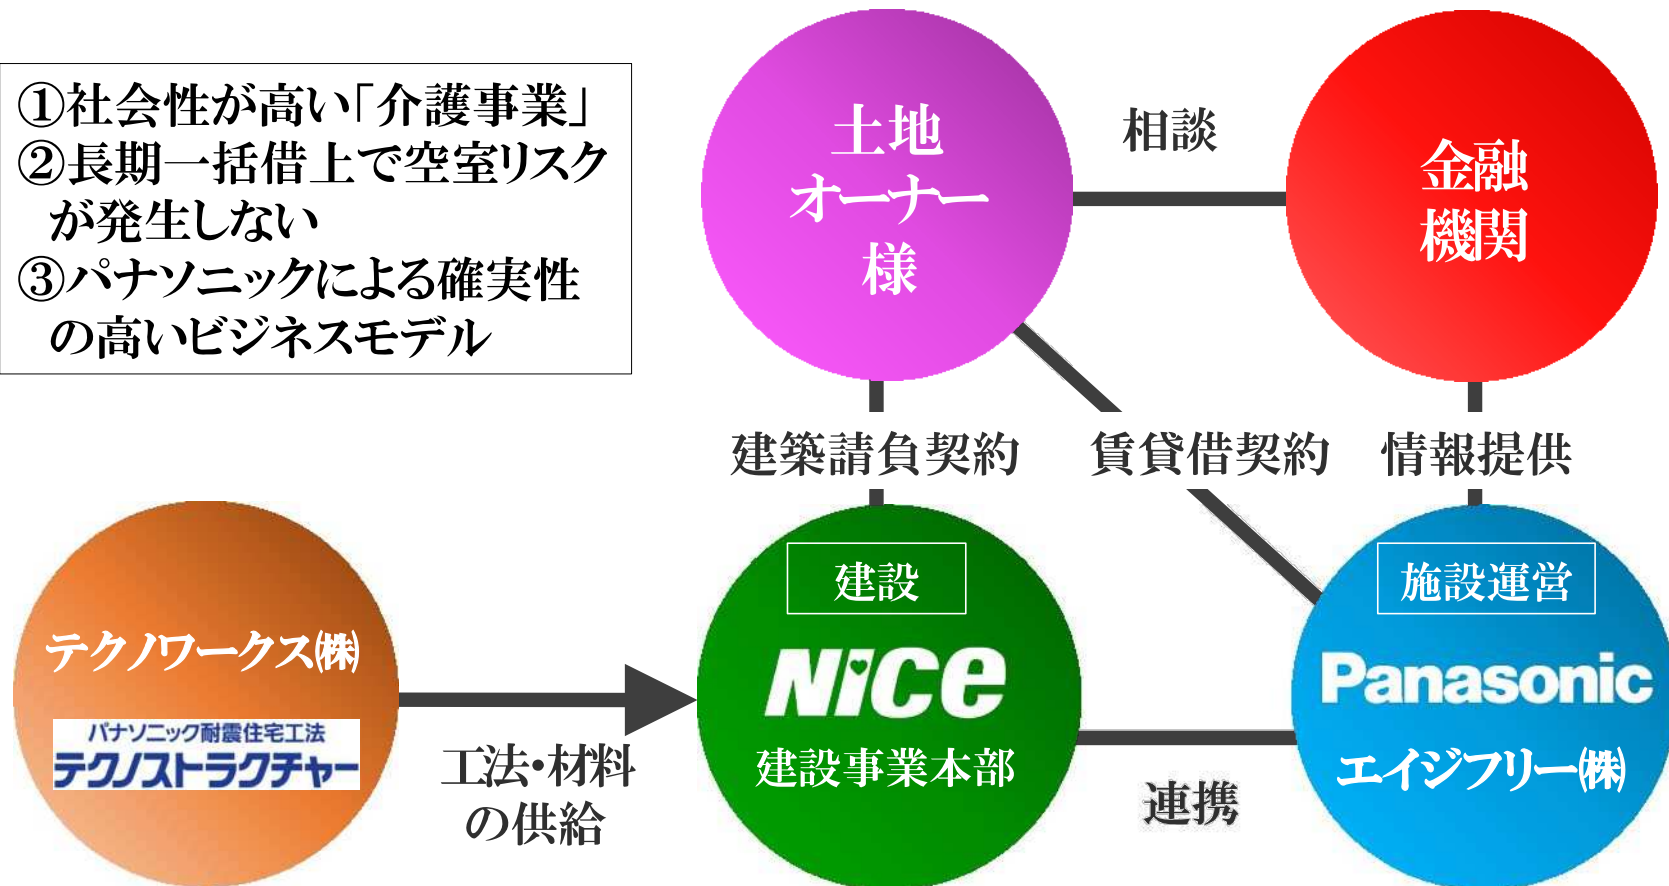 ①社会性が高い「介護事業」
②長期一括借上で空室リスク
が発生しない
③パナソニックによる確実性
の高いビジネスモデル
土地
オーナー
様
相談
金融
機関
建築請負契約
賃貸借契約
情報提供
テクノワークス㈱
パナソニック耐震住宅工法
テクノストラクチャー
工法・材料
の供給
建設
NiCe
建設事業本部
連携
施設運営
Panasonic
エイジフリー㈱